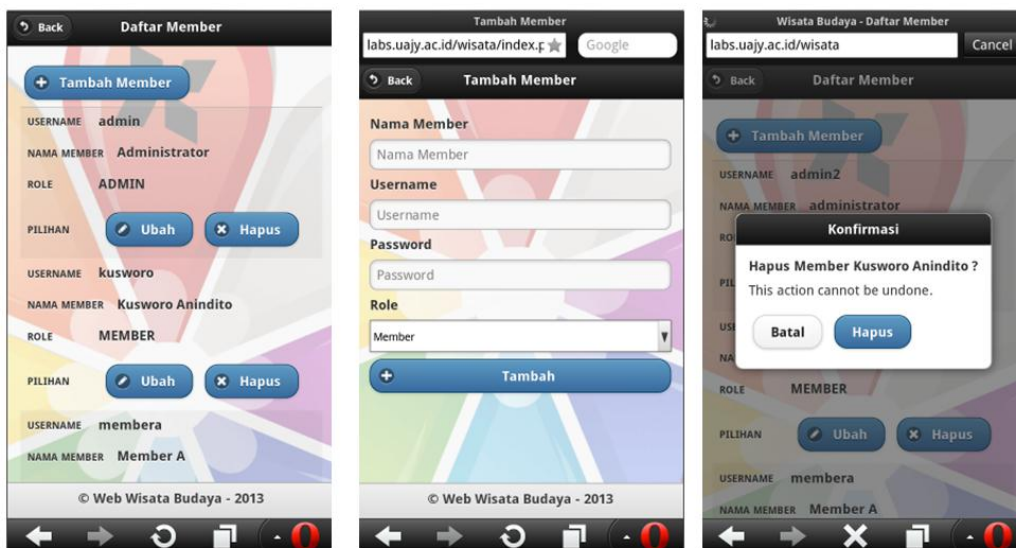 Back Daftar Member
Tambah Member
USERNAME admin
NAMA MEMBER Administrator
ROLE ADMIN
PILIHAN Ubah Hapus
USERNAME kusworo
NAMA MEMBER Kusworo Anindito
ROLE MEMBER
PILIHAN Ubah Hapus
USERNAME membera
NAMA MEMBER Member A
© Web Wisata Budaya - 2013
Tambah Member
labs.uajy.ac.id/wisata/index.p Google
Back Tambah Member
Nama Member
Nama Member
Username
Username
Password
Password
Role
Member
Tambah
© Web Wisata Budaya - 2013
Wisata Budaya - Daftar Member
labs.uajy.ac.id/wisata Cancel
Back Daftar Member
Tambah Member
USERNAME admin2
NAMA MEMBER administrator
RO
Konfirmasi
Hapus Member Kusworo Anindito ?
PIL
This action cannot be undone.
US
Batal Hapus
NA
ROLE MEMBER
PILIHAN Ubah Hapus
USERNAME membera
NAMA MEMBER Member A